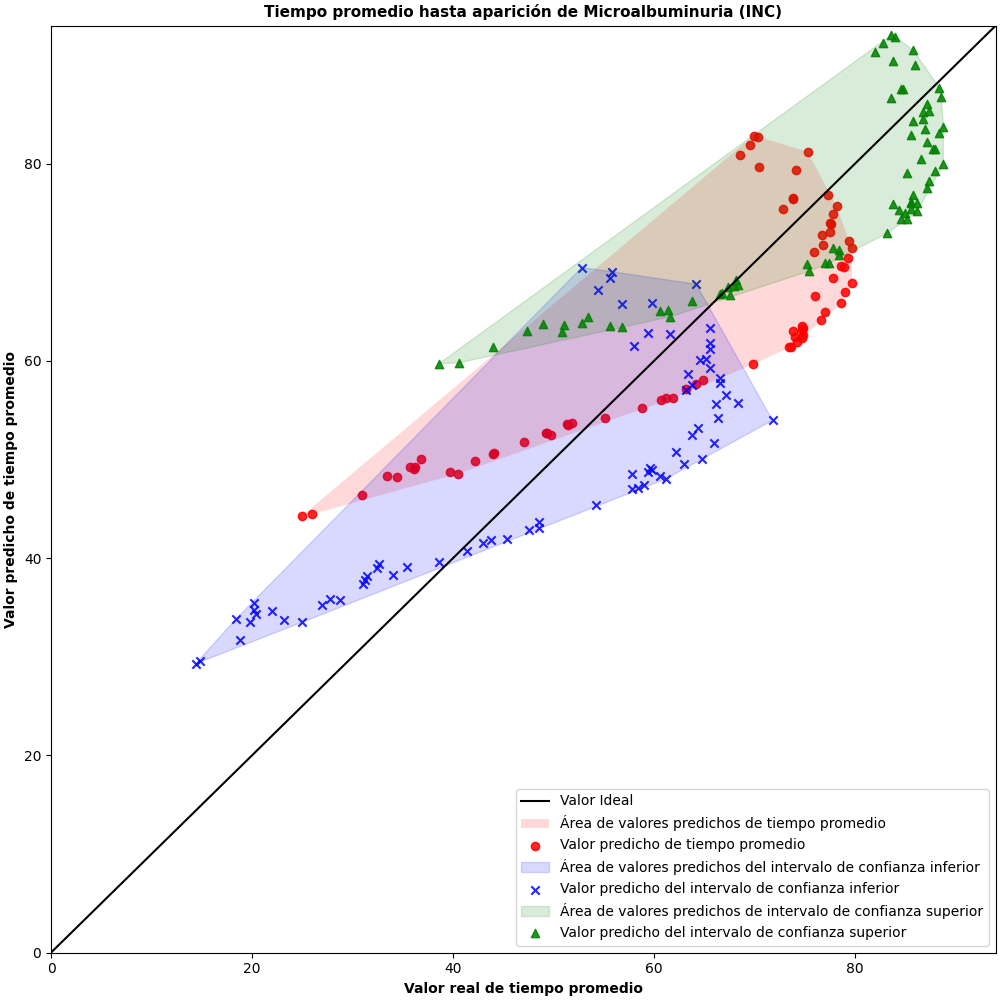 Tiempo promedio hasta aparición de Microalbuminuria (INC)
Valor predicho de tiempo promedio
80
60
40
20
0
0 20 40 60 80
Valor real de tiempo promedio
Valor Ideal
Área de valores predichos de tiempo promedio
Valor predicho de tiempo promedio
Área de valores predichos del intervalo de confianza inferior
Valor predicho del intervalo de confianza inferior
Área de valores predichos de intervalo de confianza superior
Valor predicho del intervalo de confianza superior